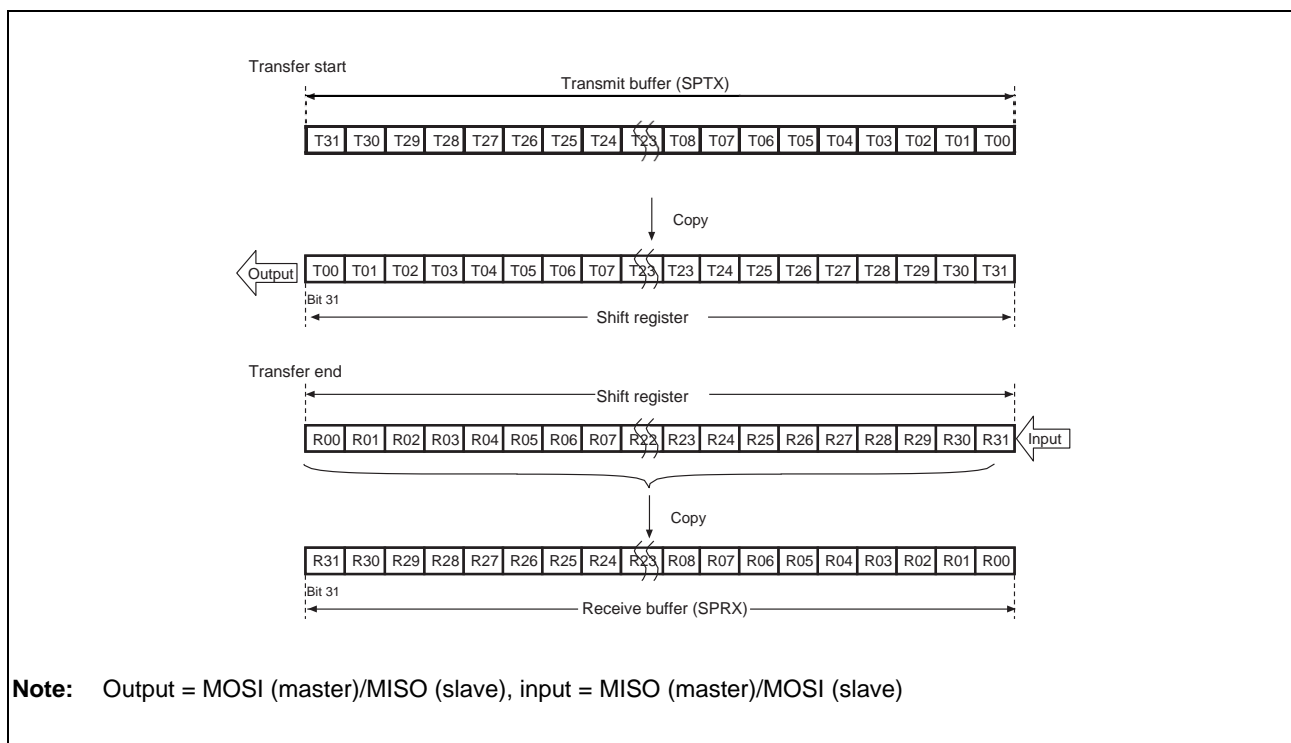 Transfer start
Transmit buffer (SPTX)
T31 T30 T29 T28 T27 T26 T25 T24 T23 T08 T07 T06 T05 T04 T03 T02 T01 T00
Copy
Output T00 T01 T02 T03 T04 T05 T06 T07 T23 T23 T24 T25 T26 T27 T28 T29 T30 T31
Bit 31
Shift register
Transfer end
Shift register
R00 R01 R02 R03 R04 R05 R06 R07 R22 R23 R24 R25 R26 R27 R28 R29 R30 R31 Input
Copy
R31 R30 R29 R28 R27 R26 R25 R24 R23 R08 R07 R06 R05 R04 R03 R02 R01 R00
Bit 31
Receive buffer (SPRX)
Note: Output = MOSI (master)/MISO (slave), input = MISO (master)/MOSI (slave)